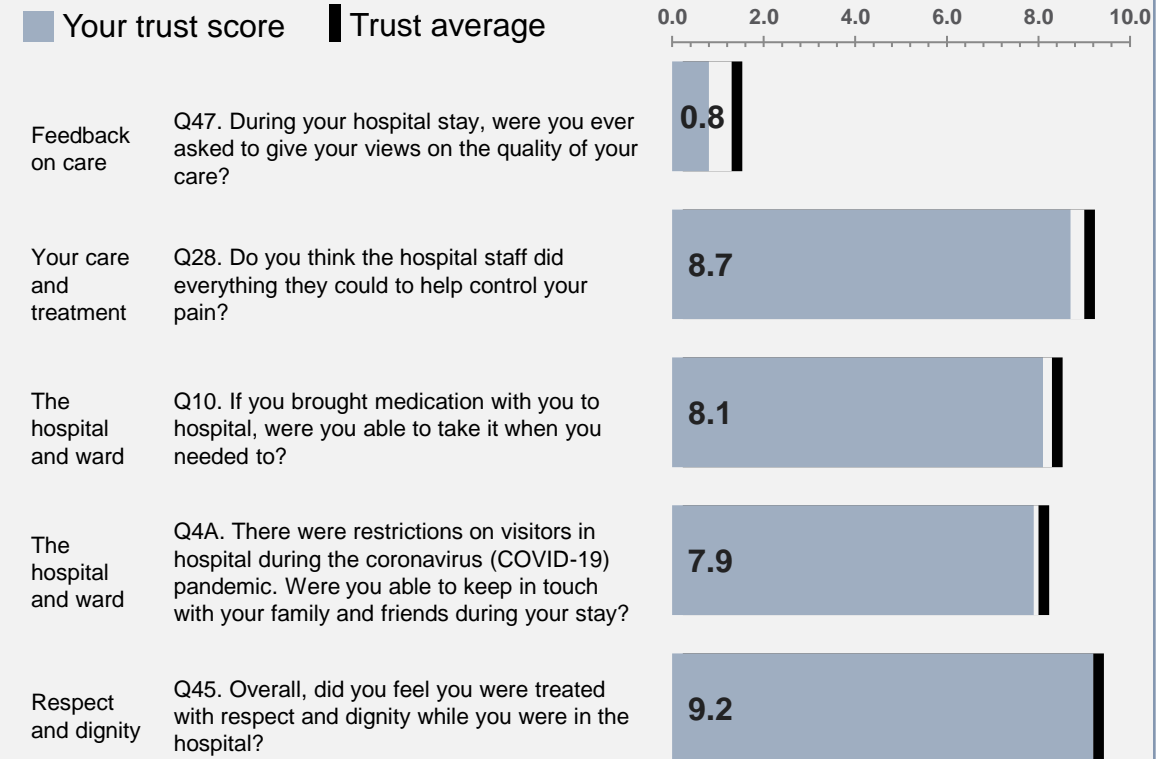 Your trust score Trust average
0.0 2.0 4.0 6.0 8.0 10.0
Feedback
on care
Q47. During your hospital stay, were you ever
asked to give your views on the quality of your
care?
0.8
Your care
and
treatment
Q28. Do you think the hospital staff did
everything they could to help control your
pain?
8.7
The
hospital
and ward
Q10. If you brought medication with you to
hospital, were you able to take it when you
needed to?
8.1
The
hospital
and ward
Q4A. There were restrictions on visitors in
hospital during the coronavirus (COVID-19)
pandemic. Were you able to keep in touch
with your family and friends during your stay?
7.9
Respect
and dignity
Q45. Overall, did you feel you were treated
with respect and dignity while you were in the
hospital?
9.2